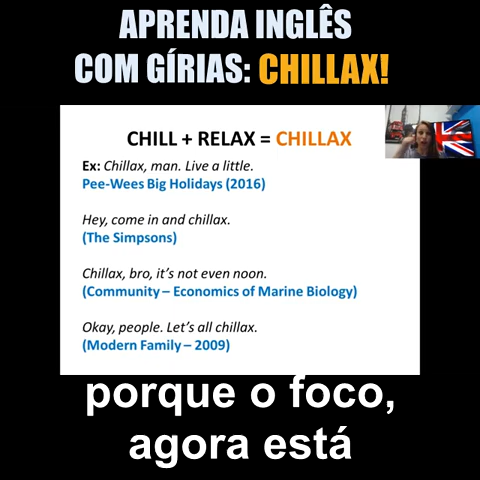 APRENDA INGLÊS
COM GÍRIAS: CHILLAX!
CHILL + RELAX = CHILLAX
Ex: Chillax, man. Live a little.
Pee-Wees Big Holidays (2016)
Hey, come in and chillax.
(The Simpsons)
Chillax, bro, it's not even noon.
(Community – Economics of Marine Biology)
Okay, people. Let's all chillax.
(Modern Family – 2009)
porque o foco,
agora está